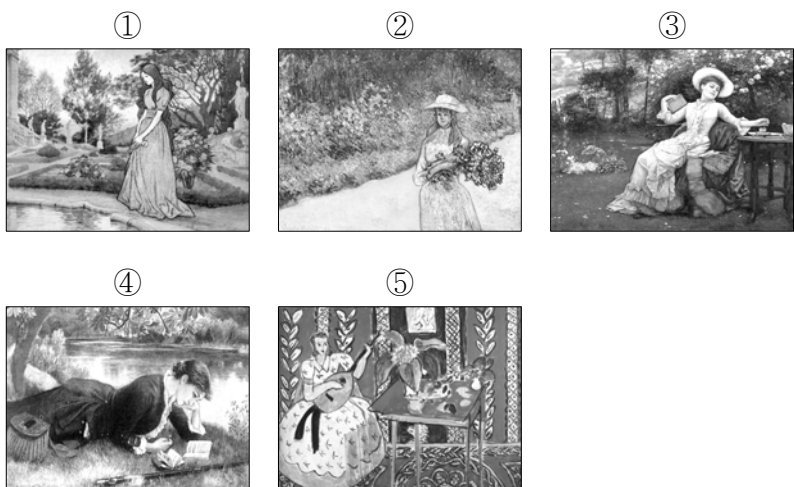 ① ② ③
④ ⑤